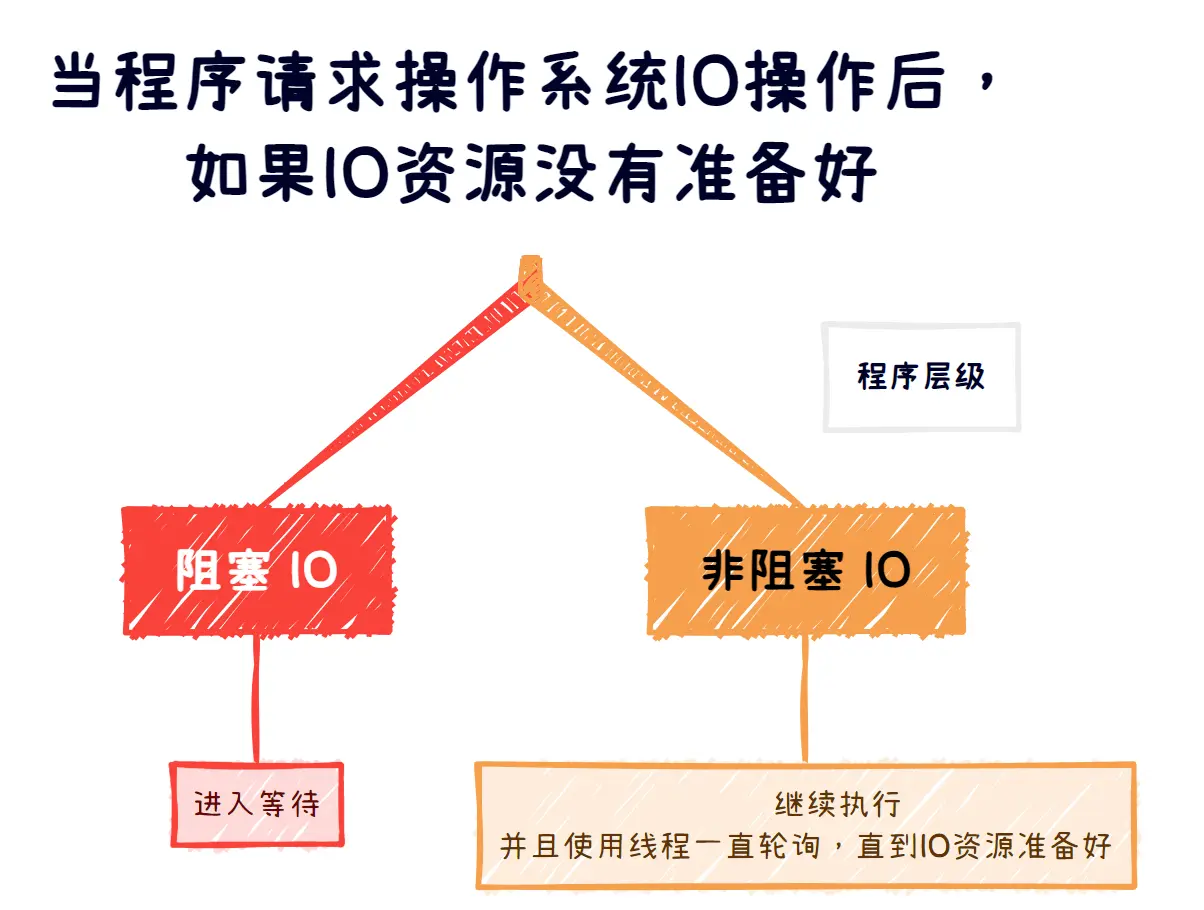 当程序请求操作系统IO操作后，
如果IO资源没有准备好
程序层级
阻塞 IO
非阻塞 IO
进入等待
继续执行
并且使用线程一直轮询，直到IO资源准备好